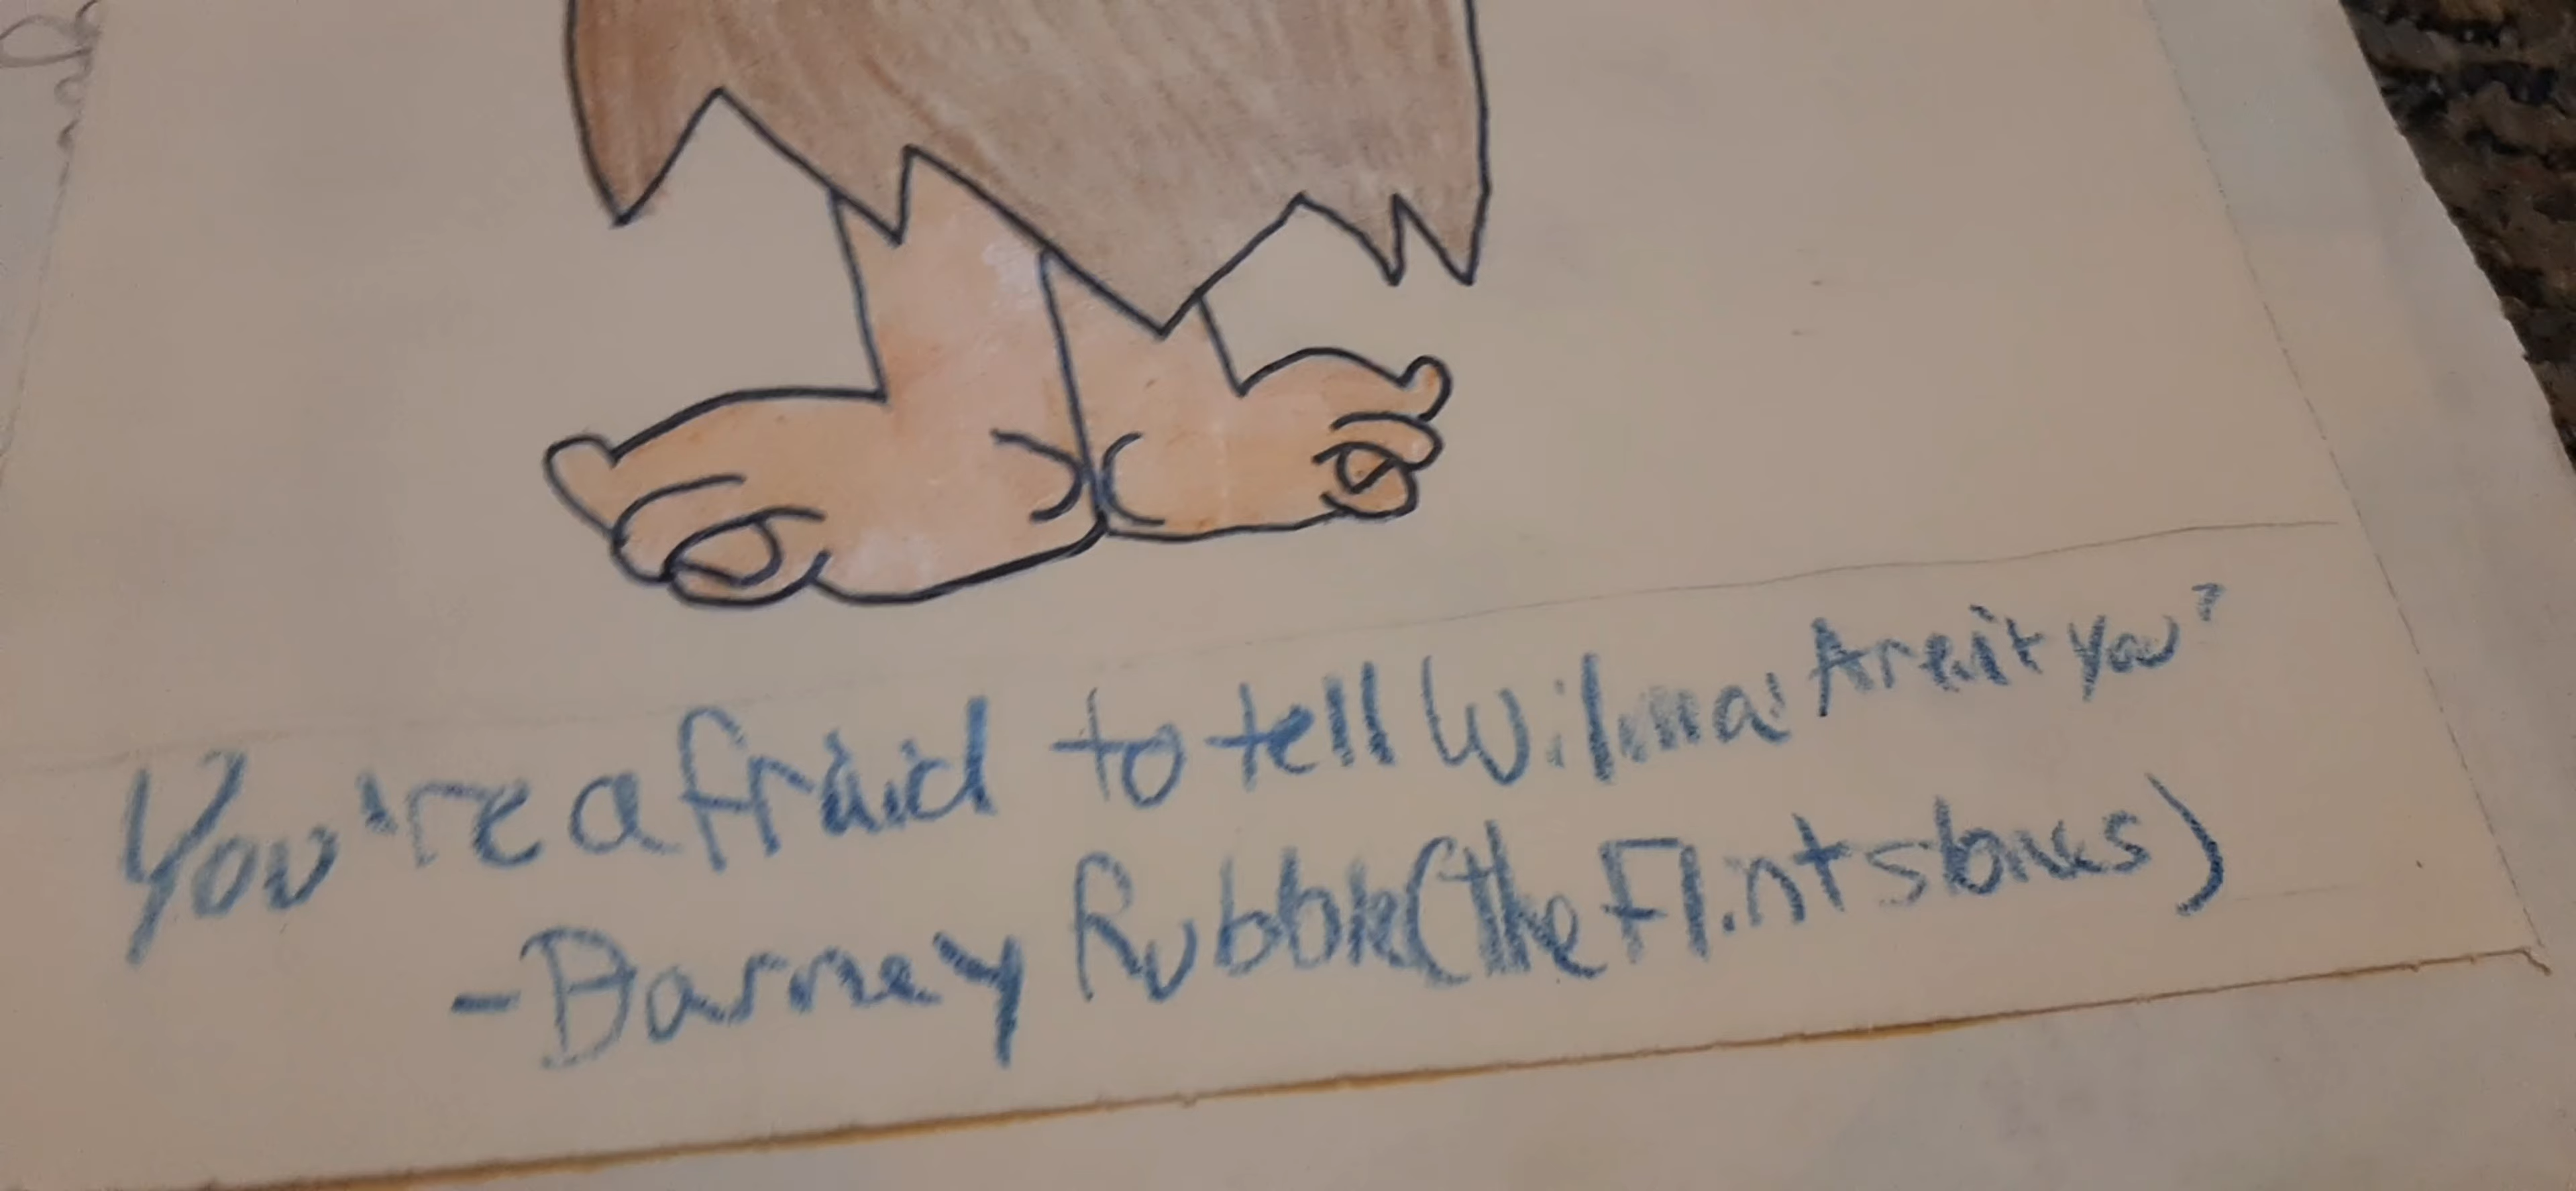 You're afraid to tell Wilma, Aren't you?
-Barney Rubble (the Flintstones)